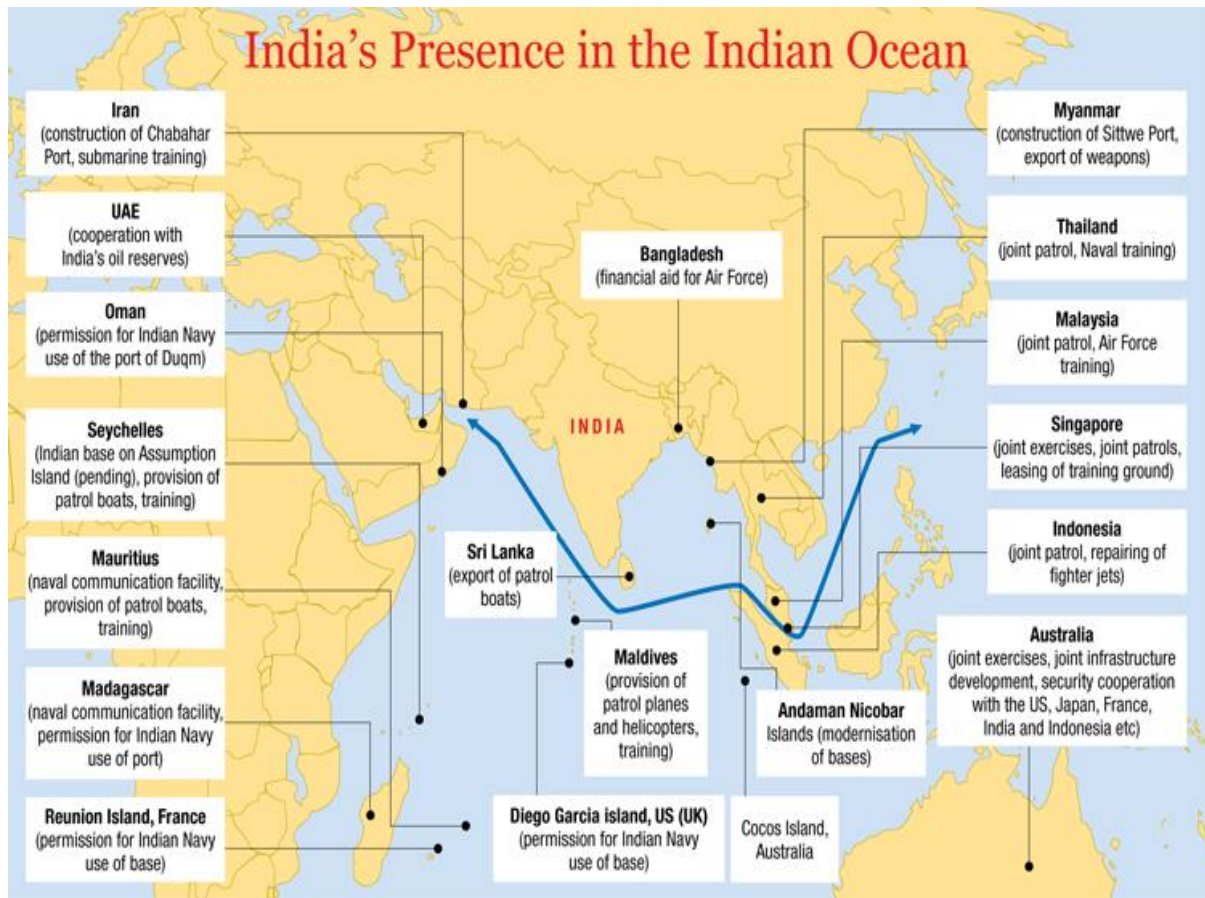 India's Presence in the Indian Ocean
Iran
(construction of Chabahar
Port, submarine training)
UAE
(cooperation with
India's oil reserves)
Oman
(permission for Indian Navy
use of the port of Duqm)
Seychelles
(Indian base on Assumption
Island (pending), provision of
patrol boats, training)
Mauritius
(naval communication facility,
provision of patrol boats,
training)
Madagascar
(naval communication facility,
permission for Indian Navy
use of port)
Reunion Island, France
(permission for Indian Navy
use of base)
Bangladesh
(financial aid for Air Force)
INDIA
Sri Lanka
(export of patrol
boats)
Maldives
(provision of
patrol planes
and helicopters,
training)
Diego Garcia island, US (UK)
(permission for Indian Navy
use of base)
Andaman Nicobar
Islands (modernisation
of bases)
Cocos Island,
Australia
Myanmar
(construction of Sittwe Port,
export of weapons)
Thailand
(joint patrol, Naval training)
Malaysia
(joint patrol, Air Force
training)
Singapore
(joint exercises, joint patrols,
leasing of training ground)
Indonesia
(joint patrol, repairing of
fighter jets)
Australia
(joint exercises, joint infrastructure
development, security cooperation
with the US, Japan, France,
India and Indonesia etc)